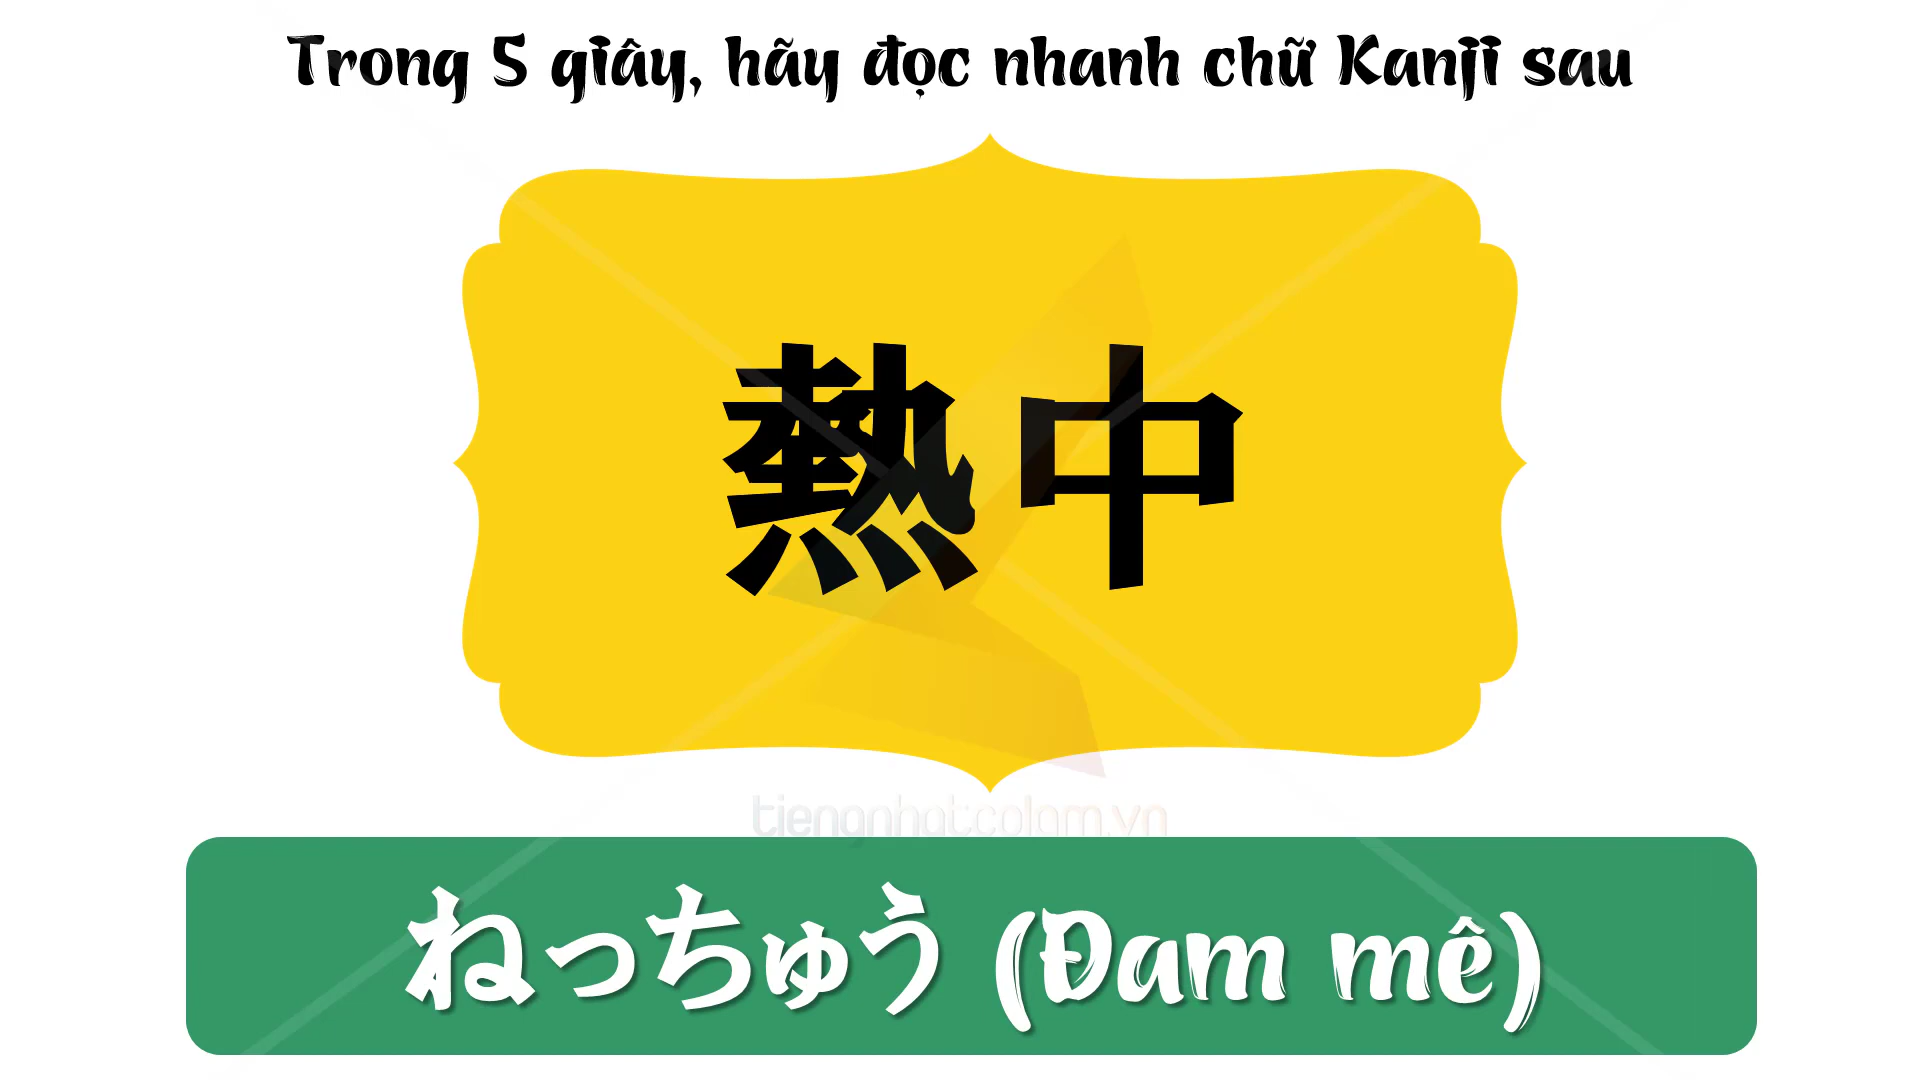 Trong 5 giây, hãy đọc nhanh chữ Kanji sau
熱中
tiengnhatcolam.vn
ねっちゅう (Đam mê)